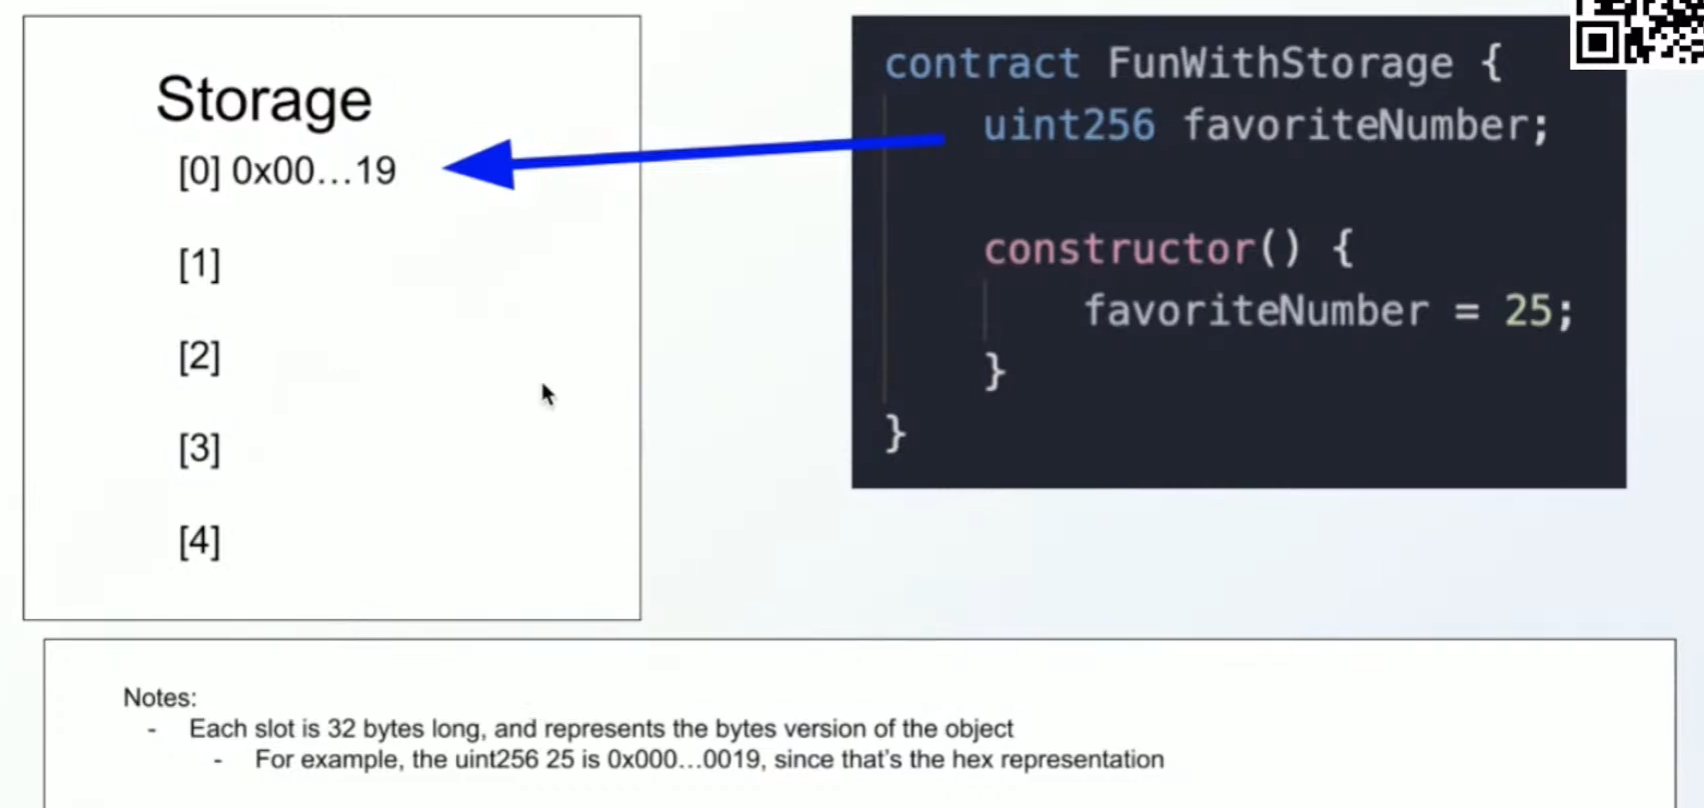 Storage
[0] 0x00...19
[1]
[2]
[3]
[4]
contract FunWithStorage {
uint256 favoriteNumber;
constructor() {
favoriteNumber = 25;
}
}
Notes:
- Each slot is 32 bytes long, and represents the bytes version of the object
- For example, the uint256 25 is 0x000...0019, since that's the hex representation